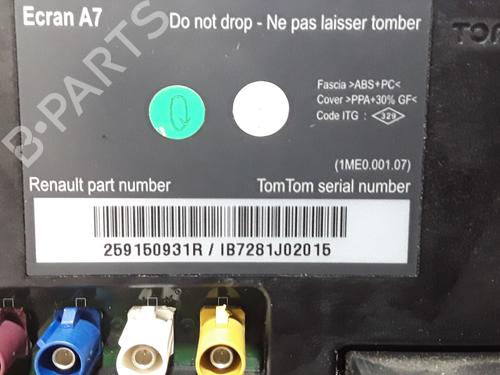 Ecran A7 Do not drop - Ne pas laisser tomber
Fascia >ABS+PC<
Cover >PPA+30% GF<
Code ITG : 329
Q
(1ME0.001.07)
Renault part number TomTom serial number
259150931R / IB7281J02015
B-PARTS